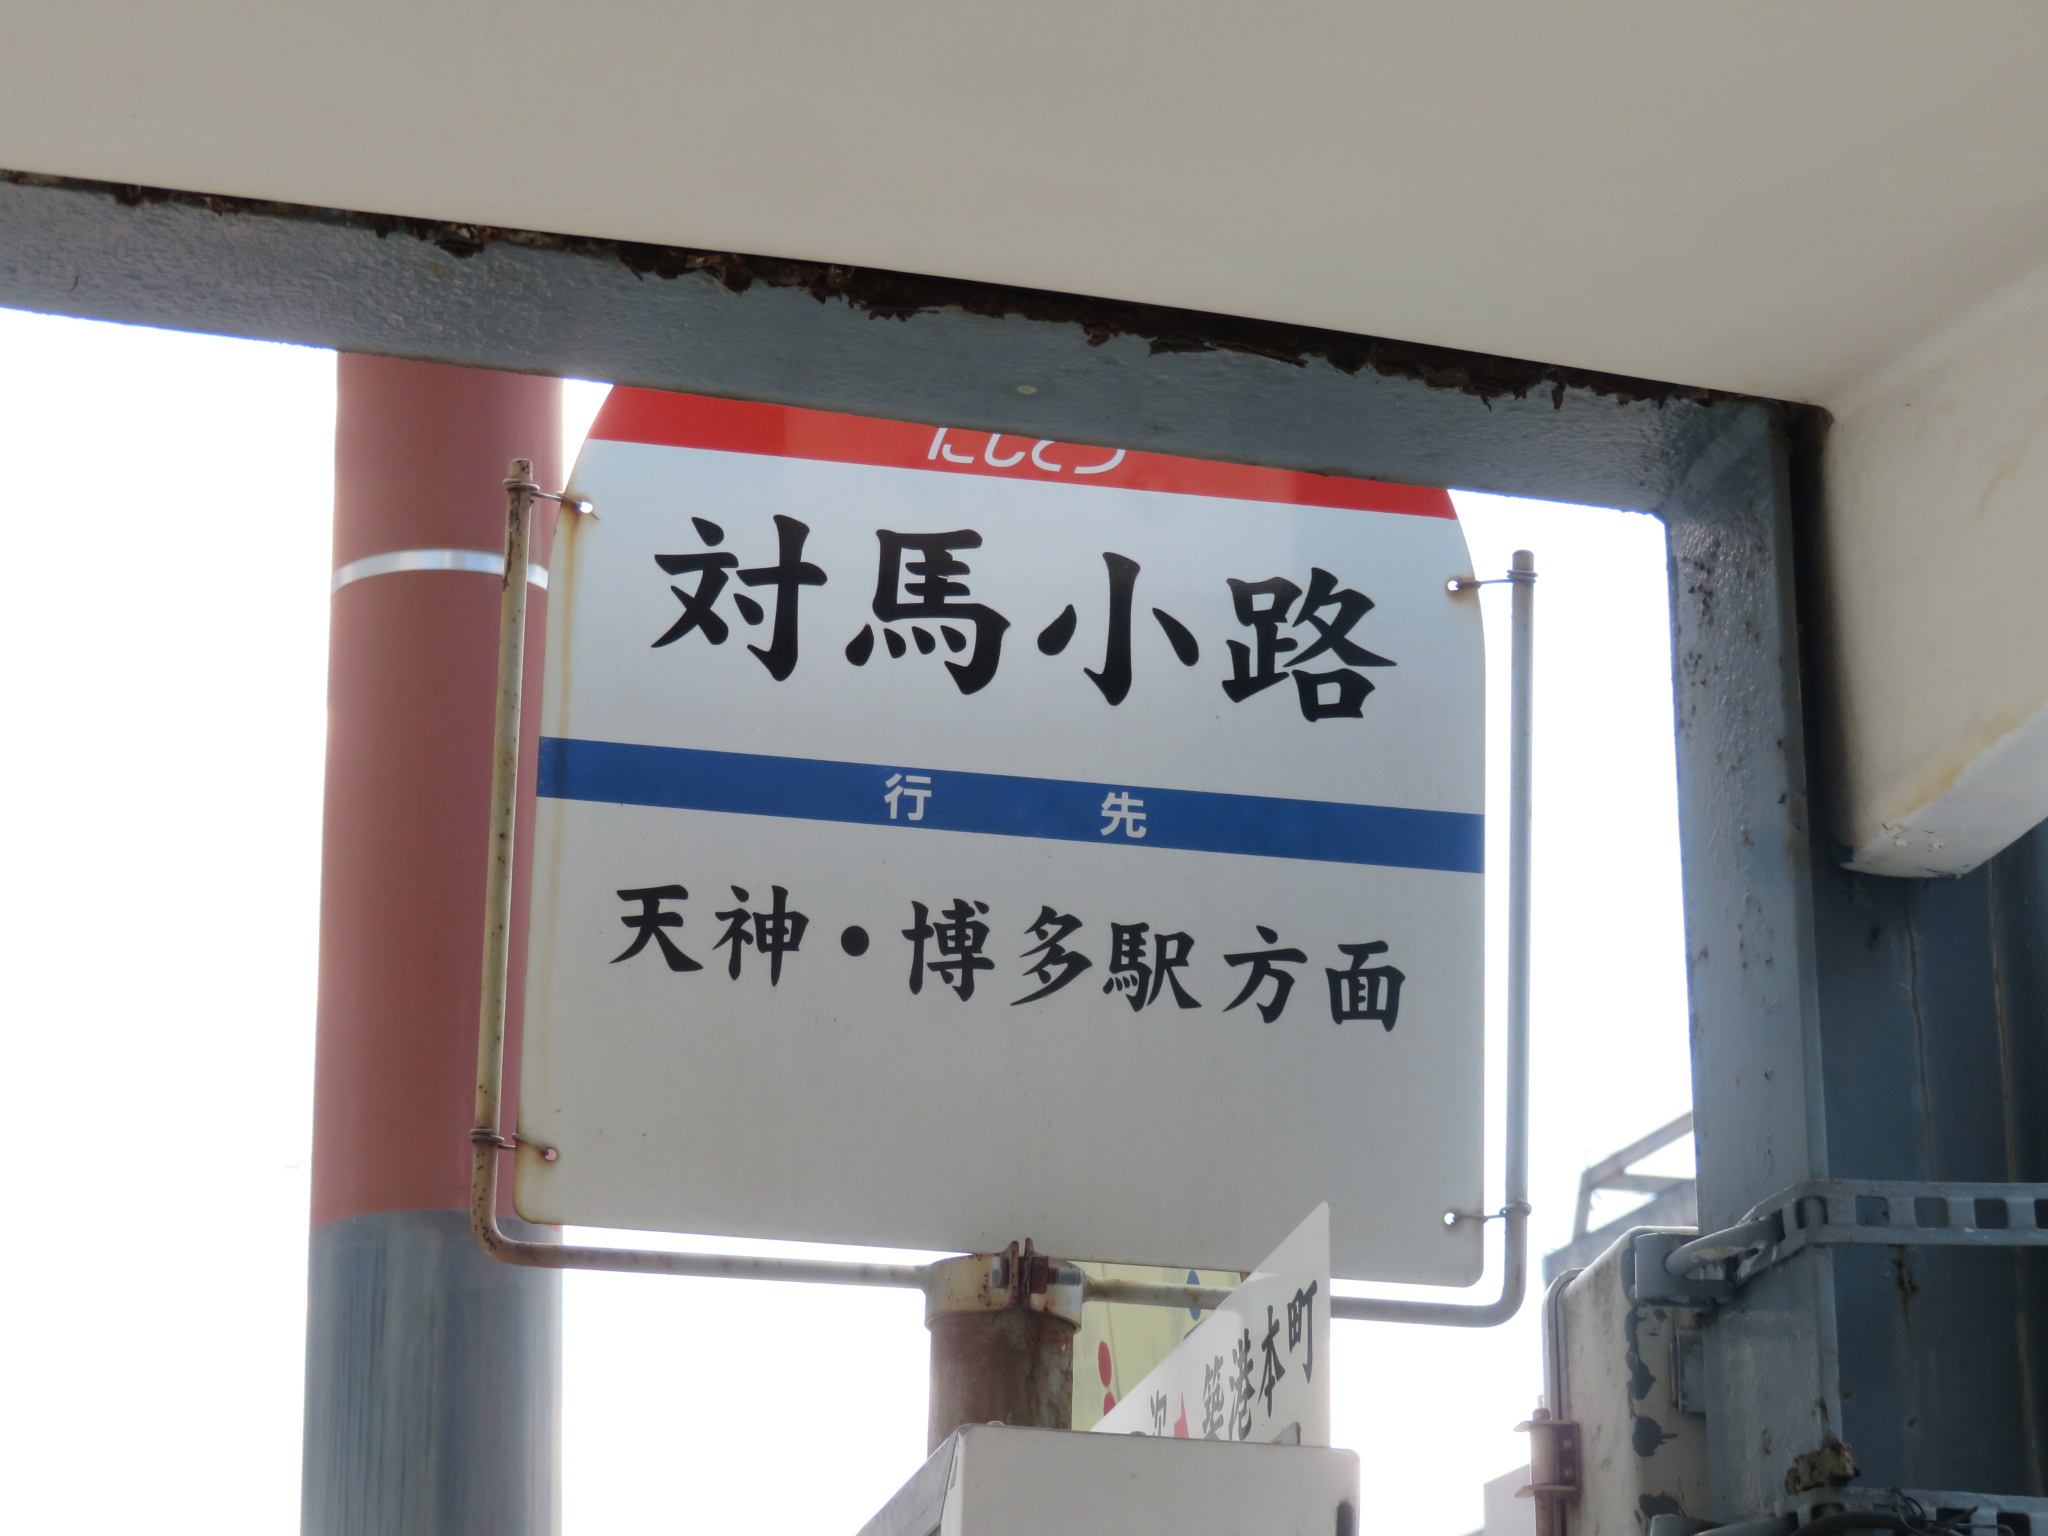 にしてつ
対馬小路
行先
天神・博多駅方面
次
築港本町